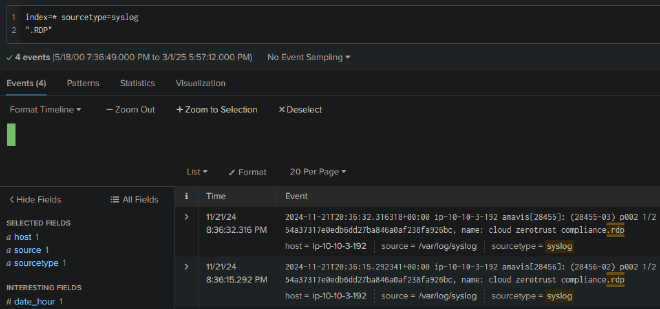 1 index=* sourcetype=syslog
2 ".RDP"
✓ 4 events (5/18/00 7:36:49.000 PM to 3/1/25 5:57:12.000 PM) No Event Sampling ▾
Events (4) Patterns Statistics Visualization
Format Timeline ▾ — Zoom Out + Zoom to Selection × Deselect
List ▾ Format 20 Per Page ▾
< Hide Fields All Fields
i Time Event
SELECTED FIELDS
a host 1
a source 1
a sourcetype 1
INTERESTING FIELDS
# date_hour 1
> 11/21/24 2024-11-21T20:36:32.316318+00:00 ip-10-10-3-192 amavis[28455]: (28455-03) p002 1/2
8:36:32.316 PM 54a37317e0edb6dd27ba846a0af238fa926bc, name: cloud zerotrust compliance.rdp
host = ip-10-10-3-192 source = /var/log/syslog sourcetype = syslog
> 11/21/24 2024-11-21T20:36:15.292341+00:00 ip-10-10-3-192 amavis[28456]: (28456-02) p002 1/2
8:36:15.292 PM 54a37317e0edb6dd27ba846a0af238fa926bc, name: cloud zerotrust compliance.rdp
host = ip-10-10-3-192 source = /var/log/syslog sourcetype = syslog